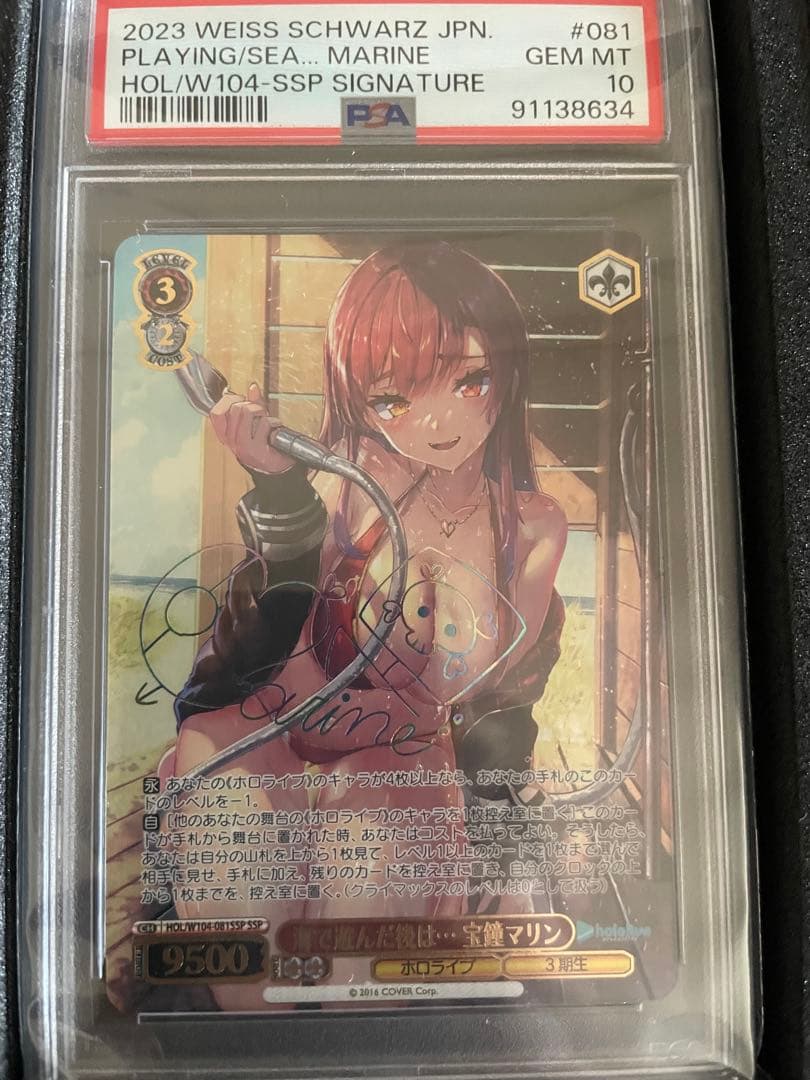 2023 WEISS SCHWARZ JPN. #081
PLAYING/SEA... MARINE GEM MT
HOL/W104-SSP SIGNATURE 10
PSA 91138634
LEVEL
3
2
COST
Marine
永 あなたの《ホロライブ》のキャラが4枚以上なら、あなたの手札のこのカー
ドのレベルを－1。
自 [他のあなたの舞台の《ホロライブ》のキャラを1枚控え室に置く] このカー
ドが手札から舞台に置かれた時、あなたはコストを払ってよい。そうしたら、
あなたは自分の山札を上から1枚見て、レベル1以上のカードを1枚まで選んで
相手に見せ、手札に加え、残りのカードを控え室に置き、自分のクロックの上
から1枚までを、控え室に置く。(クライマックスのレベルは0として扱う)
CH HOL/W104-081SSP SSP
海で遊んだ後は… 宝鐘マリン
hololive
9500
ホロライブ 3期生
© 2016 COVER Corp.